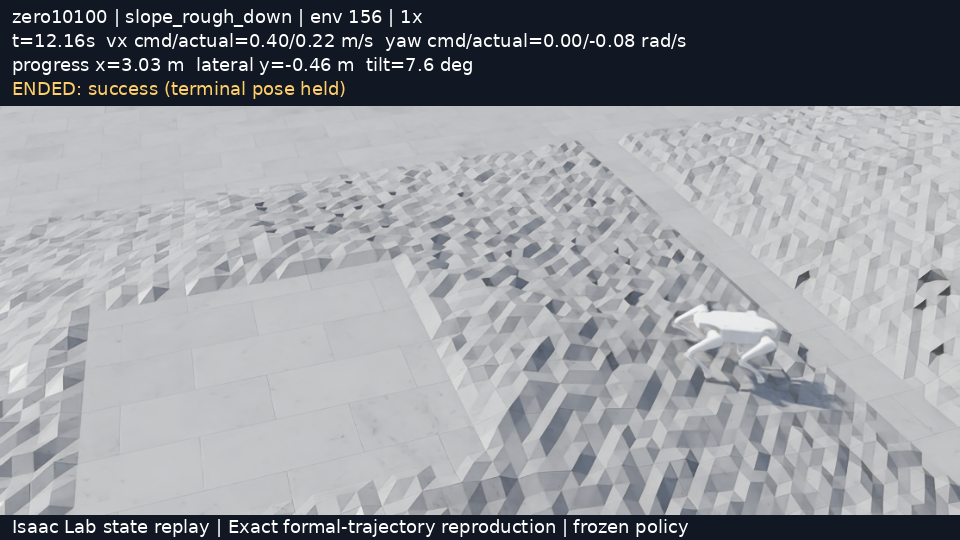 zero10100 | slope_rough_down | env 156 | 1x
t=12.16s  vx cmd/actual=0.40/0.22 m/s  yaw cmd/actual=0.00/-0.08 rad/s
progress x=3.03 m  lateral y=-0.46 m  tilt=7.6 deg
ENDED: success (terminal pose held)
Isaac Lab state replay | Exact formal-trajectory reproduction | frozen policy